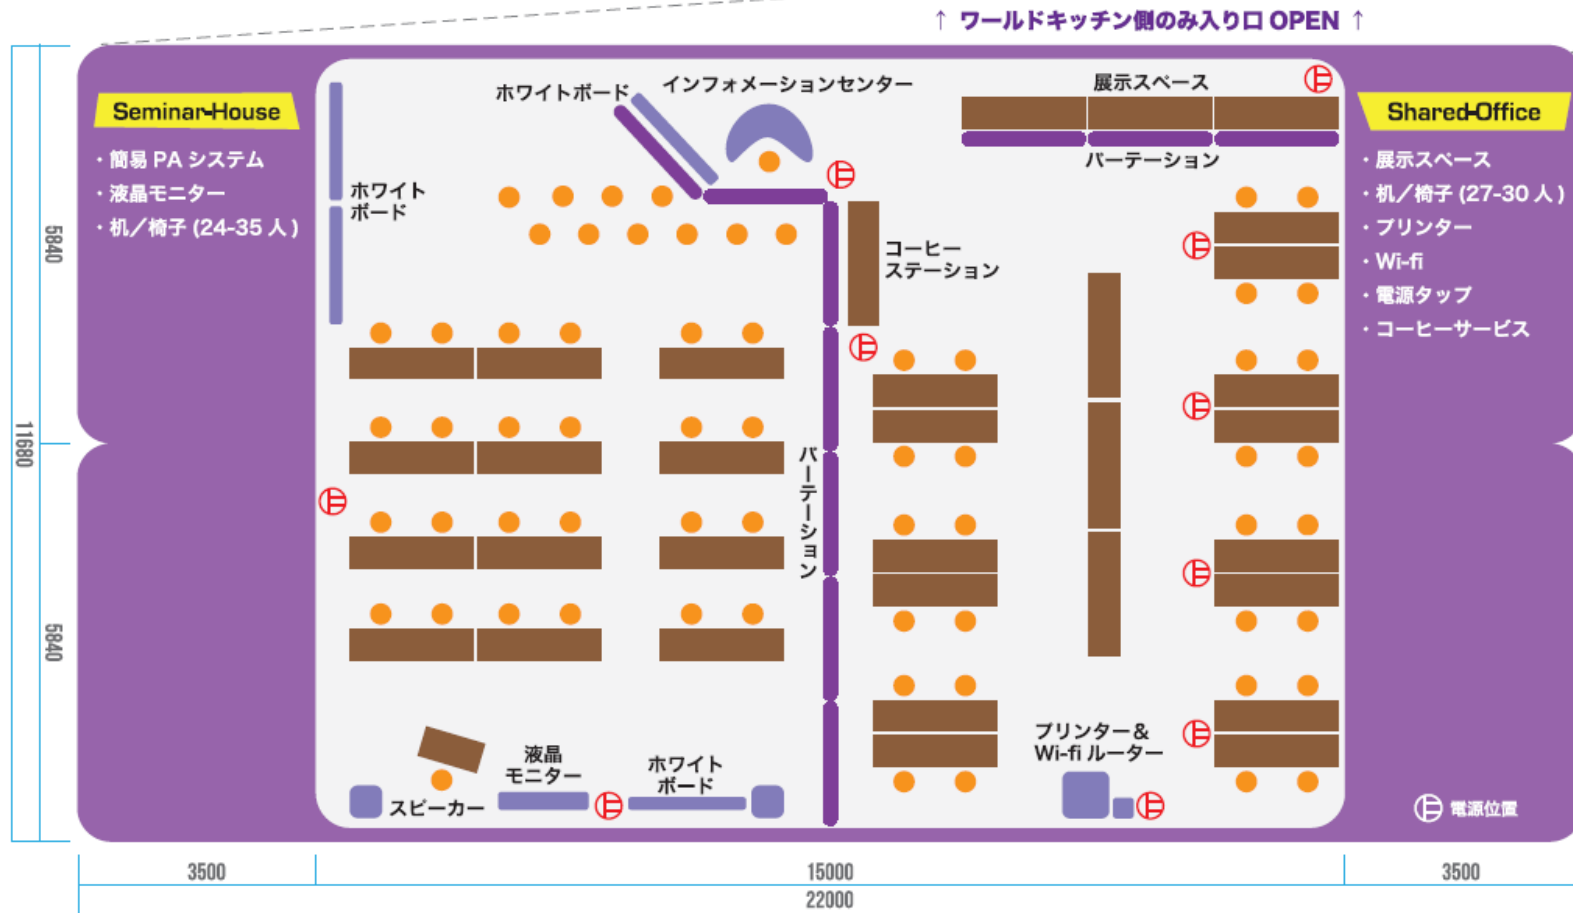 ↑ ワールドキッチン側のみ入り口 OPEN ↑
Seminar-House
・簡易 PA システム
・液晶モニター
・机／椅子 (24-35 人 )
ホワイト
ボード
ホワイトボード
インフォメーションセンター
展示スペース
パーテーション
コーヒー
ステーション
Shared-Office
・展示スペース
・机／椅子 (27-30 人 )
・プリンター
・Wi-fi
・電源タップ
・コーヒーサービス
パーテーション
液晶
モニター
スピーカー
ホワイト
ボード
プリンター＆
Wi-fi ルーター
電源位置
5840
11680
5840
3500
15000
3500
22000